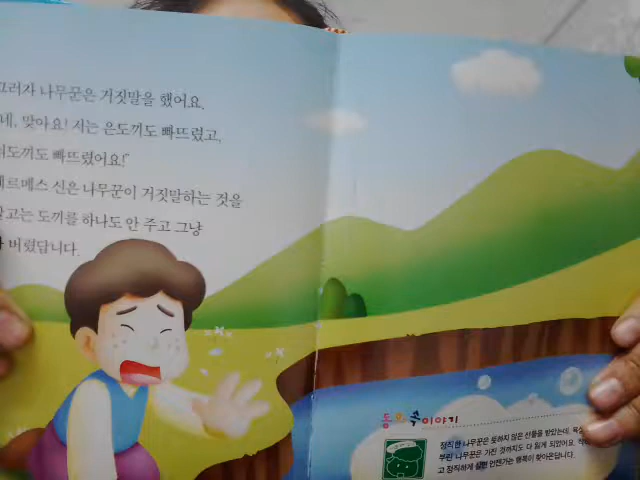 그러자 나무꾼은 거짓말을 했어요.
네, 맞아요! 저는 은도끼도 빠뜨렸고,
쇠도끼도 빠뜨렸어요!"
헤르메스 신은 나무꾼이 거짓말하는 것을
알고는 도끼를 하나도 안 주고 그냥
버렸답니다.
동화 속 이야기
정직한 나무꾼은 뜻하지 않은 선물을 받았는데, 욕심
부린 나무꾼은 가진 것까지도 다 잃게 되었어요. 착하
고 정직하게 살면 언젠가는 행복이 찾아온답니다.